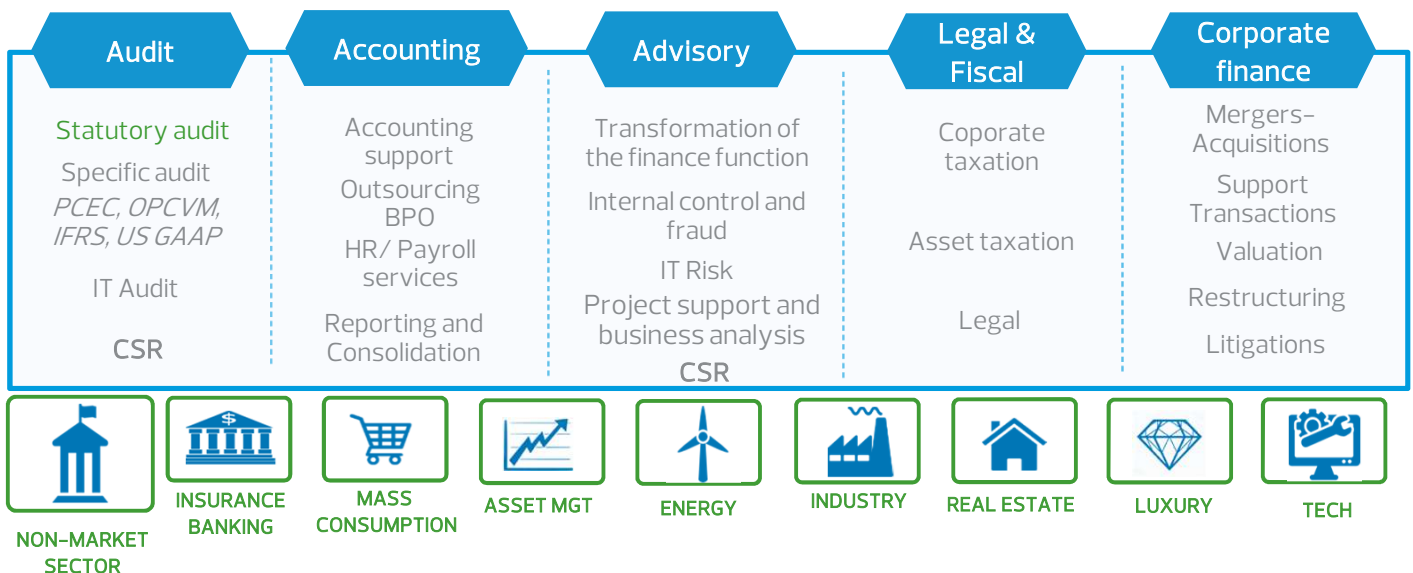 Audit
Accounting
Advisory
Legal &
Fiscal
Corporate
finance
Statutory audit
Specific audit
PCEC, OPCVM,
IFRS, US GAAP
IT Audit
CSR
Accounting
support
Outsourcing
BPO
HR/ Payroll
services
Reporting and
Consolidation
Transformation of
the finance function
Internal control and
fraud
IT Risk
Project support and
business analysis
CSR
Coporate
taxation
Asset taxation
Legal
Mergers-
Acquisitions
Support
Transactions
Valuation
Restructuring
Litigations
$
NON-MARKET
SECTOR
INSURANCE
BANKING
MASS
CONSUMPTION
ASSET MGT
ENERGY
INDUSTRY
REAL ESTATE
LUXURY
TECH